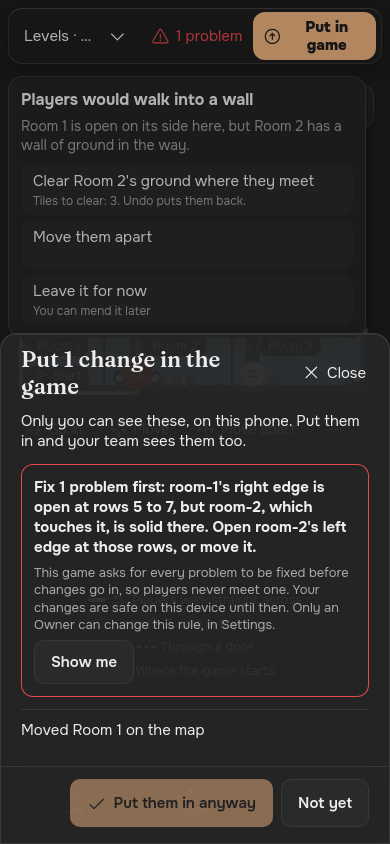 Levels · ...
1 problem
Put in
game
Players would walk into a wall
Room 1 is open on its side here, but Room 2 has a
wall of ground in the way.
Clear Room 2's ground where they meet
Tiles to clear: 3. Undo puts them back.
Move them apart
Leave it for now
You can mend it later
Room 1
Room 2
Room 3
Put 1 change in the
game
Close
Only you can see these, on this phone. Put them
in and your team sees them too.
Fix 1 problem first: room-1's right edge is
open at rows 5 to 7, but room-2, which
touches it, is solid there. Open room-2's left
edge at those rows, or move it.
This game asks for every problem to be fixed before
changes go in, so players never meet one. Your
changes are safe on this device until then. Only an
Owner can change this rule, in Settings.
Show me
Through a door
Where the game starts
Moved Room 1 on the map
Put them in anyway
Not yet